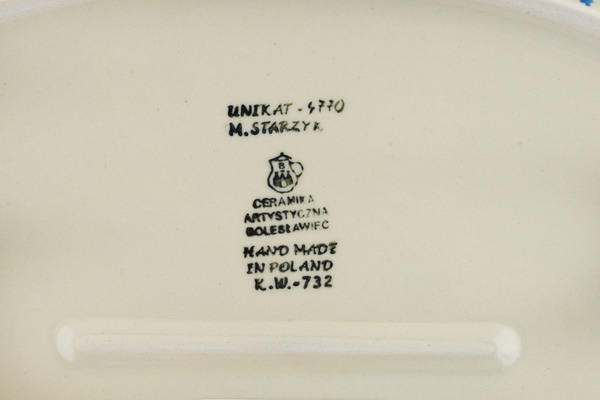 UNIKAT - 4770
M. STARZYK
B
CERAMIKA
ARTYSTYCZNA
BOLESŁAWIEC
HAND MADE
IN POLAND
K.W.-732